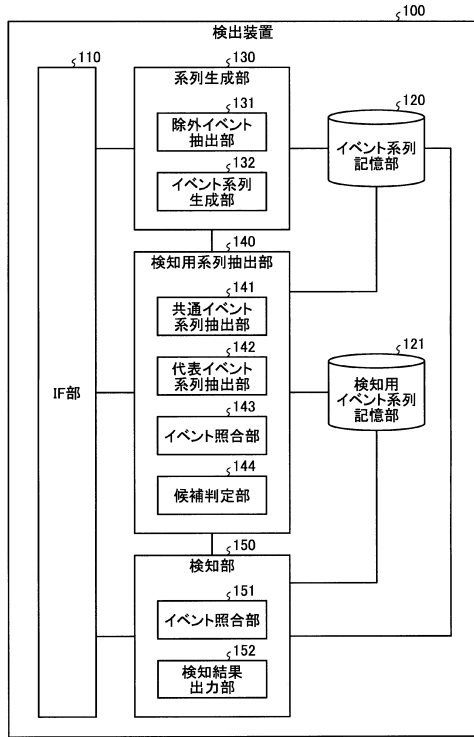 100
検出装置
110
130
系列生成部
131
除外イベント
抽出部
132
イベント系列
生成部
120
イベント系列
記憶部
140
検知用系列抽出部
141
共通イベント
系列抽出部
142
代表イベント
系列抽出部
143
イベント照合部
144
候補判定部
121
検知用
イベント系列
記憶部
IF部
150
検知部
151
イベント照合部
152
検知結果
出力部